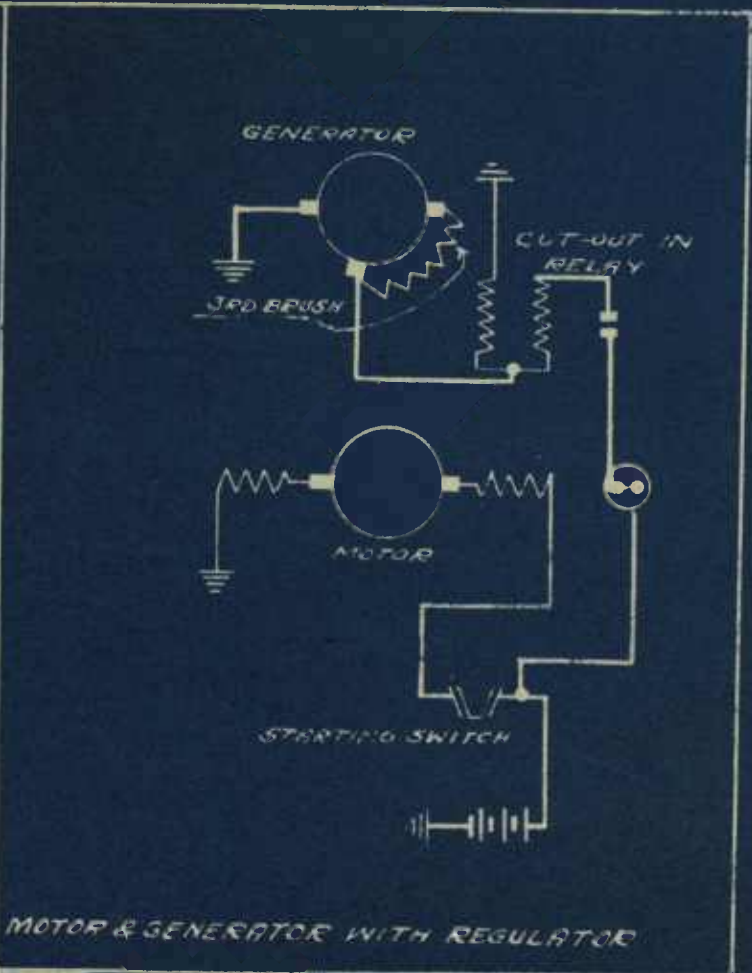 GENERATOR
CUT-OUT IN
RELAY
3RD BRUSH
MOTOR
STARTING SWITCH
MOTOR & GENERATOR WITH REGULATOR